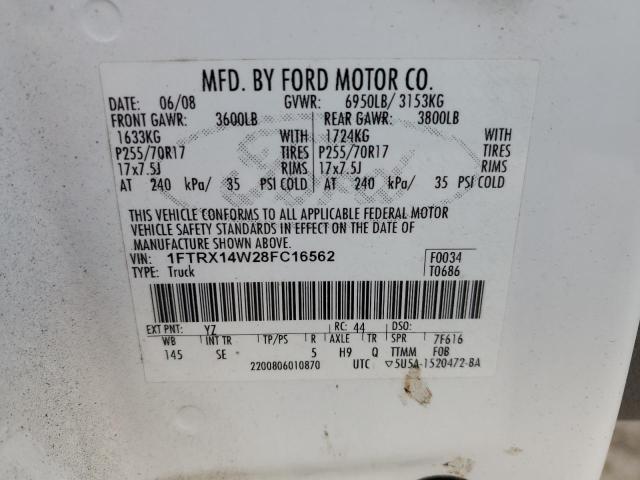 MFD. BY FORD MOTOR CO.
DATE: 06/08 GVWR: 6950LB/ 3153KG
FRONT GAWR: 3600LB REAR GAWR: 3800LB
1633KG WITH 1724KG WITH
P255/70R17 TIRES P255/70R17 TIRES
17x7.5J RIMS 17x7.5J RIMS
AT 240 kPa/ 35 PSI COLD AT 240 kPa/ 35 PSI COLD
THIS VEHICLE CONFORMS TO ALL APPLICABLE FEDERAL MOTOR
VEHICLE SAFETY STANDARDS IN EFFECT ON THE DATE OF
MANUFACTURE SHOWN ABOVE.
VIN: 1FTRX14W28FC16562 F0034
TYPE: Truck T0686
EXT PNT: YZ RC: 44 DSO:
WB INT TR TP/PS R AXLE TR SPR 7F616
145 SE 5 H9 Q TTMM F0B
2200806010870 UTC ▽5U5A-1520472-BA